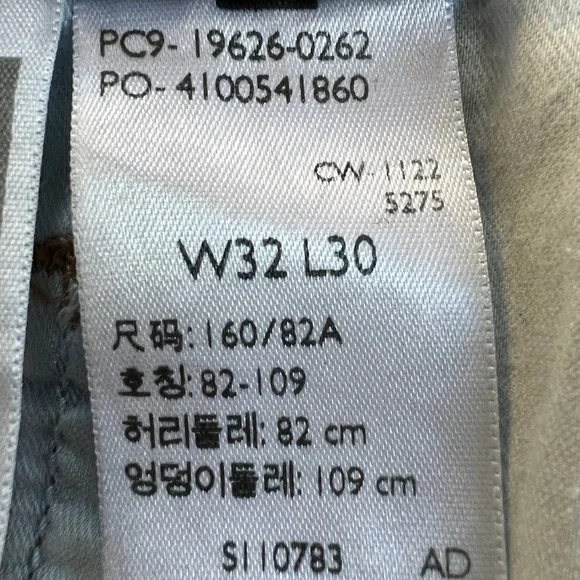 PC9- 19626-0262
PO- 4100541860
CW-1122
5275
W32 L30
尺码: 160/82A
호칭: 82-109
허리둘레: 82 cm
엉덩이둘레: 109 cm
S110783 AD